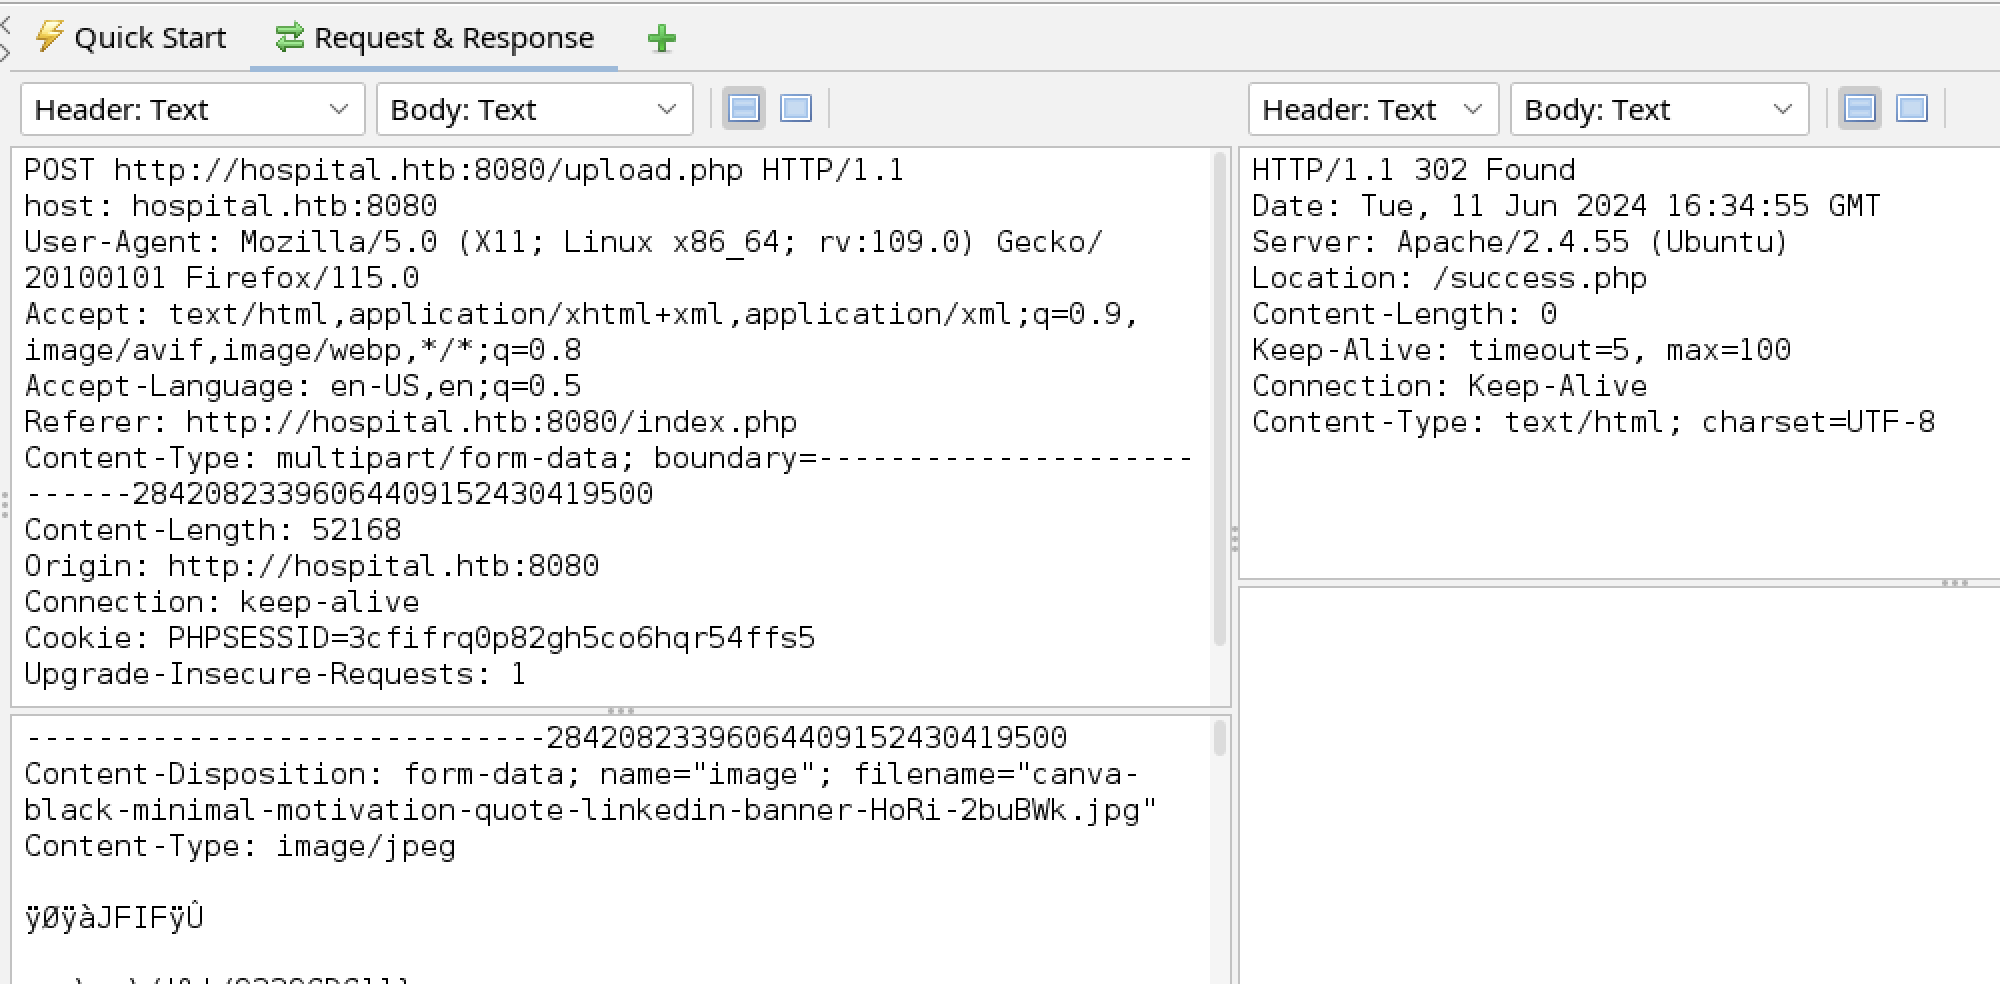 Quick Start
Request & Response
Header: Text
Body: Text
POST http://hospital.htb:8080/upload.php HTTP/1.1
host: hospital.htb:8080
User-Agent: Mozilla/5.0 (X11; Linux x86_64; rv:109.0) Gecko/
20100101 Firefox/115.0
Accept: text/html,application/xhtml+xml,application/xml;q=0.9,
image/avif,image/webp,*/*;q=0.8
Accept-Language: en-US,en;q=0.5
Referer: http://hospital.htb:8080/index.php
Content-Type: multipart/form-data; boundary=---------------------
------284208233960644091524​30419500
Content-Length: 52168
Origin: http://hospital.htb:8080
Connection: keep-alive
Cookie: PHPSESSID=3cfifrq0p82gh5co6hqr54ffs5
Upgrade-Insecure-Requests: 1
-----------------------------28420823396064409152430419500
Content-Disposition: form-data; name="image"; filename="canva-
black-minimal-motivation-quote-linkedin-banner-HoRi-2buBWk.jpg"
Content-Type: image/jpeg
ÿØÿàJFIFÿÛ
Header: Text
Body: Text
HTTP/1.1 302 Found
Date: Tue, 11 Jun 2024 16:34:55 GMT
Server: Apache/2.4.55 (Ubuntu)
Location: /success.php
Content-Length: 0
Keep-Alive: timeout=5, max=100
Connection: Keep-Alive
Content-Type: text/html; charset=UTF-8